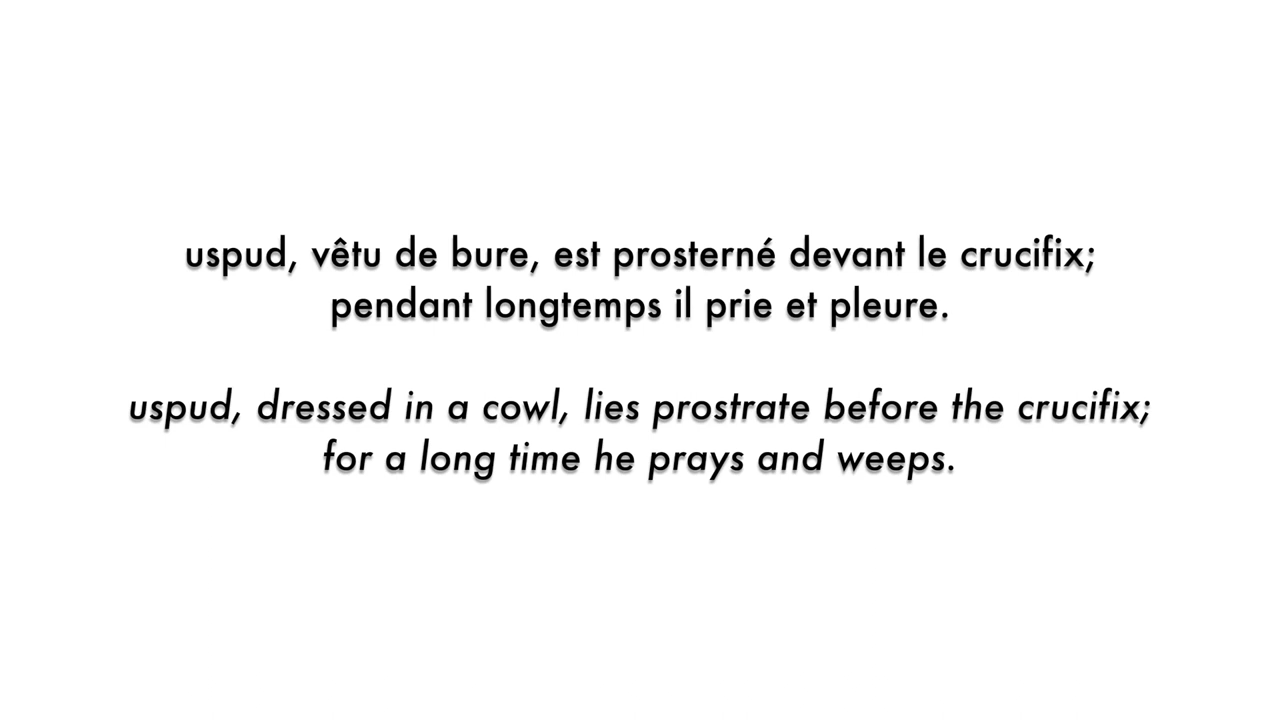 uspud, vêtu de bure, est prosterné devant le crucifix;
pendant longtemps il prie et pleure.
uspud, dressed in a cowl, lies prostrate before the crucifix;
for a long time he prays and weeps.